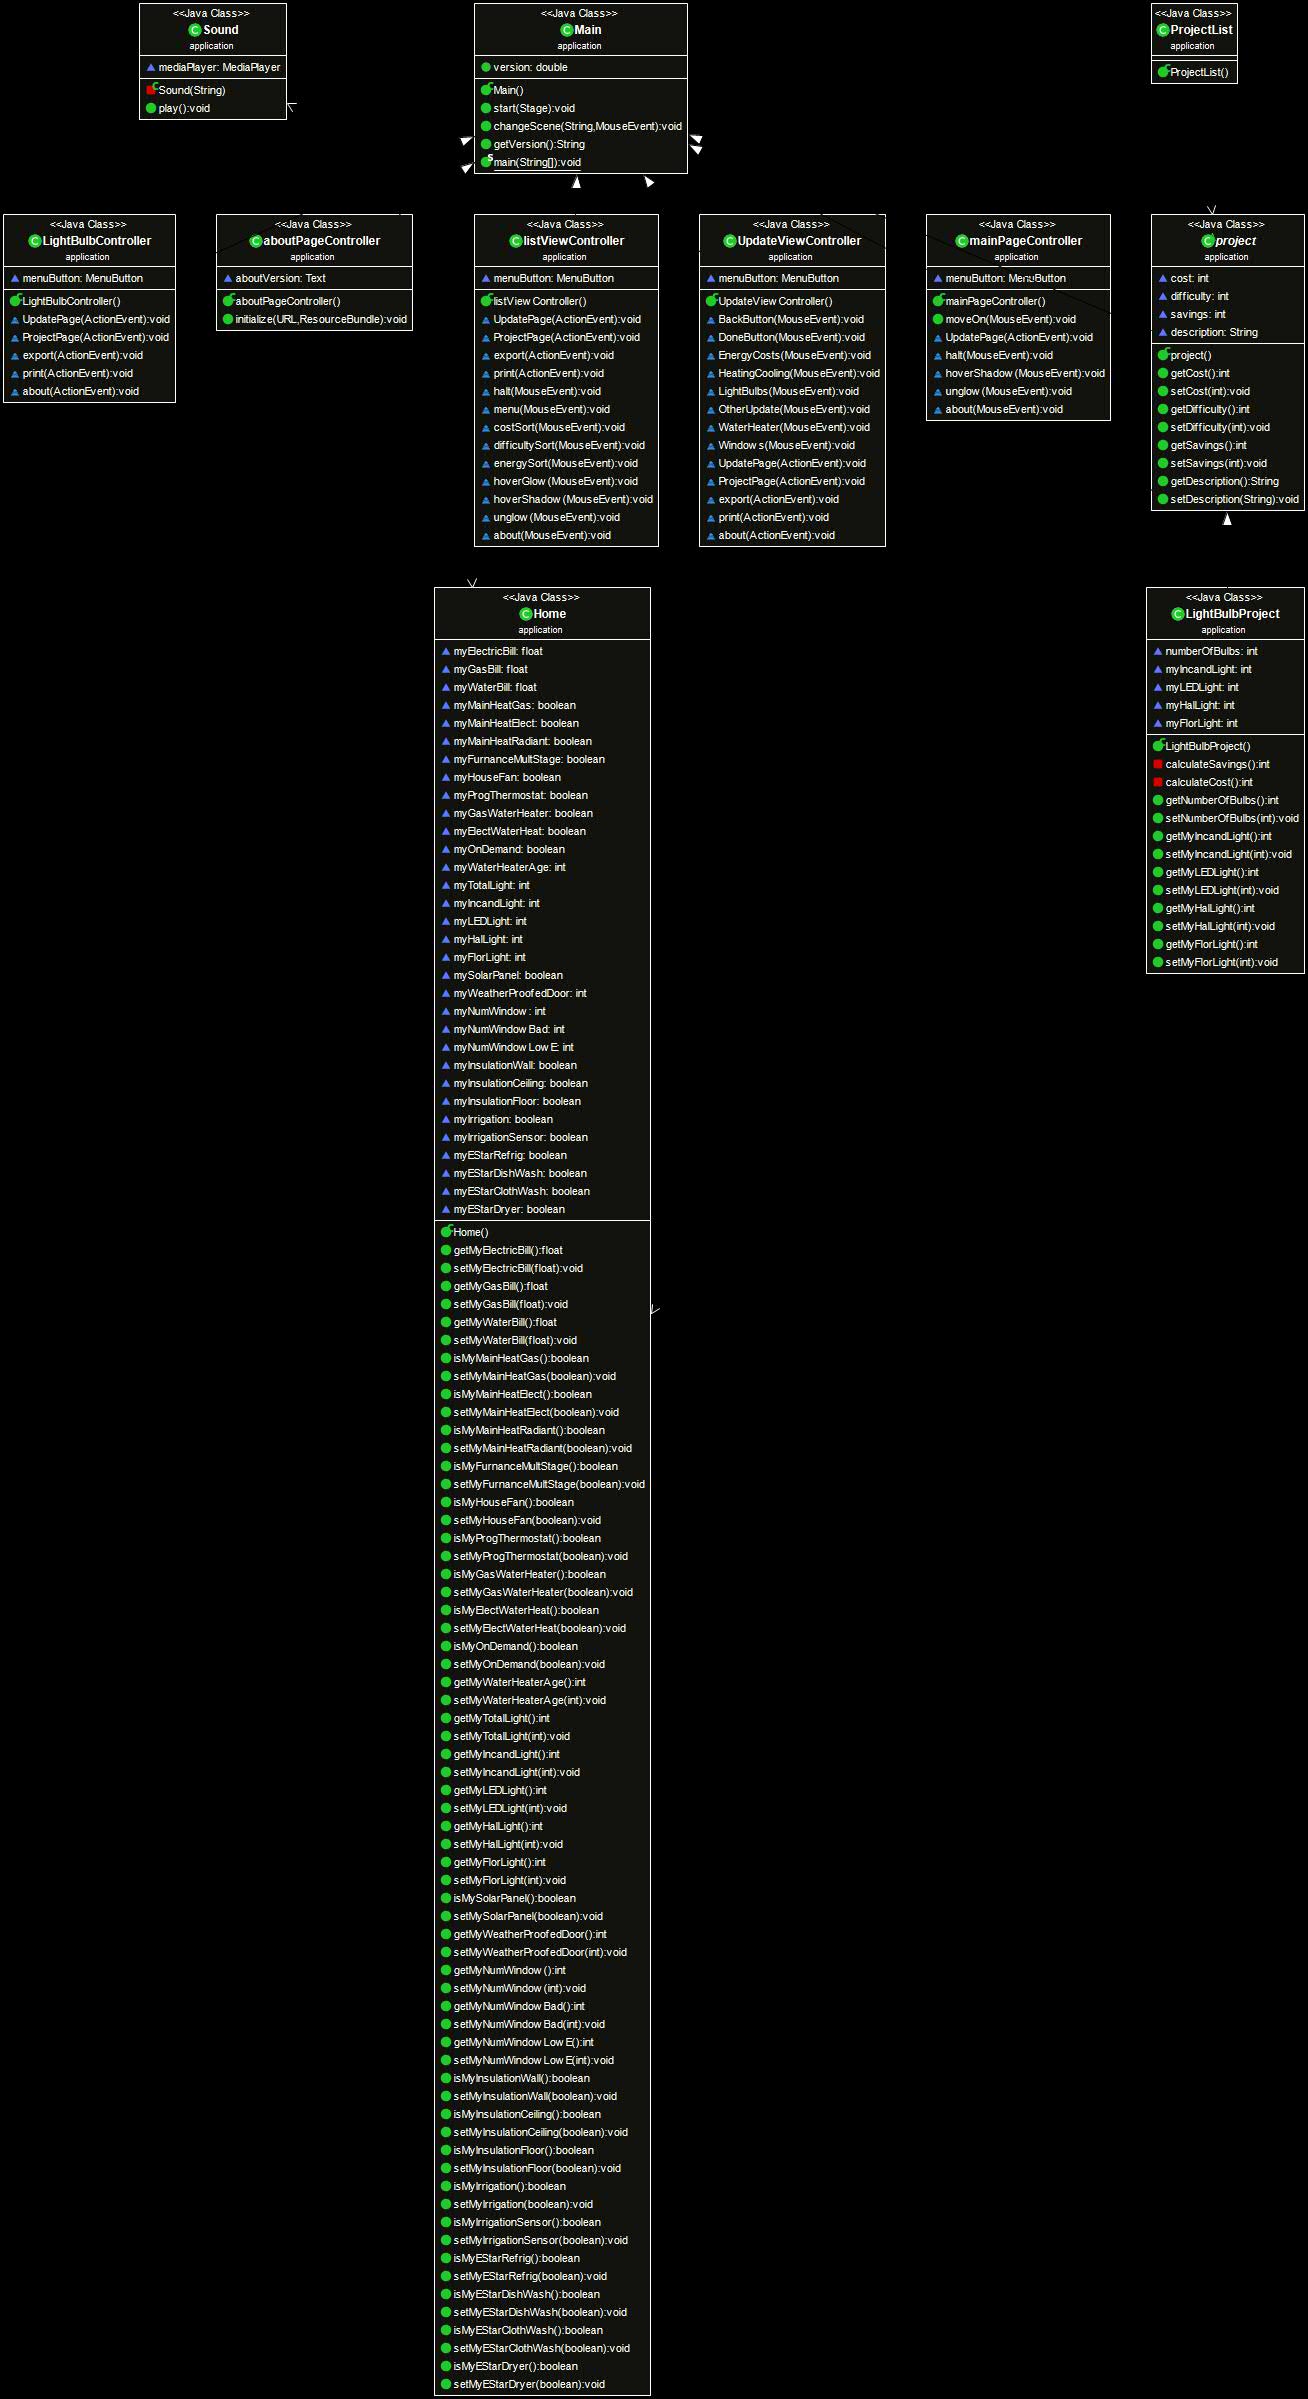 <<Java Class>>
Sound
application
mediaPlayer: MediaPlayer
Sound(String)
play():void
<<Java Class>>
Main
application
version: double
Main()
start(Stage):void
changeScene(String,MouseEvent):void
getVersion():String
main(String[]):void
<<Java Class>>
ProjectList
application
ProjectList()
<<Java Class>>
LightBulbController
application
menuButton: MenuButton
LightBulbController()
UpdatePage(ActionEvent):void
ProjectPage(ActionEvent):void
export(ActionEvent):void
print(ActionEvent):void
about(ActionEvent):void
<<Java Class>>
aboutPageController
application
aboutVersion: Text
aboutPageController()
initialize(URL,ResourceBundle):void
<<Java Class>>
listViewController
application
menuButton: MenuButton
listViewController()
UpdatePage(ActionEvent):void
ProjectPage(ActionEvent):void
export(ActionEvent):void
print(ActionEvent):void
halt(MouseEvent):void
menu(MouseEvent):void
costSort(MouseEvent):void
difficultySort(MouseEvent):void
energySort(MouseEvent):void
hoverGlow(MouseEvent):void
hoverShadow(MouseEvent):void
unglow(MouseEvent):void
about(MouseEvent):void
<<Java Class>>
UpdateViewController
application
menuButton: MenuButton
UpdateViewController()
BackButton(MouseEvent):void
DoneButton(MouseEvent):void
EnergyCosts(MouseEvent):void
HeatingCooling(MouseEvent):void
LightBulbs(MouseEvent):void
OtherUpdate(MouseEvent):void
WaterHeater(MouseEvent):void
Windows(MouseEvent):void
UpdatePage(ActionEvent):void
ProjectPage(ActionEvent):void
export(ActionEvent):void
print(ActionEvent):void
about(ActionEvent):void
<<Java Class>>
mainPageController
application
menuButton: MenuButton
mainPageController()
moveOn(MouseEvent):void
UpdatePage(ActionEvent):void
halt(MouseEvent):void
hoverShadow(MouseEvent):void
unglow(MouseEvent):void
about(MouseEvent):void
<<Java Class>>
project
application
cost: int
difficulty: int
savings: int
description: String
project()
getCost():int
setCost(int):void
getDifficulty():int
setDifficulty(int):void
getSavings():int
setSavings(int):void
getDescription():String
setDescription(String):void
<<Java Class>>
Home
application
myElectricBill: float
myGasBill: float
myWaterBill: float
myMainHeatGas: boolean
myMainHeatElect: boolean
myMainHeatRadiant: boolean
myFurnanceMultStage: boolean
myHouseFan: boolean
myProgThermostat: boolean
myGasWaterHeater: boolean
myElectWaterHeat: boolean
myOnDemand: boolean
myWaterHeaterAge: int
myTotalLight: int
myIncandLight: int
myLEDLight: int
myHalLight: int
myFlorLight: int
mySolarPanel: boolean
myWeatherProofedDoor: int
myNumWindow: int
myNumWindowBad: int
myNumWindowLowE: int
myInsulationWall: boolean
myInsulationCeiling: boolean
myInsulationFloor: boolean
myIrrigation: boolean
myIrrigationSensor: boolean
myEStarRefrig: boolean
myEStarDishWash: boolean
myEStarClothWash: boolean
myEStarDryer: boolean
Home()
getMyElectricBill():float
setMyElectricBill(float):void
getMyGasBill():float
setMyGasBill(float):void
getMyWaterBill():float
setMyWaterBill(float):void
isMyMainHeatGas():boolean
setMyMainHeatGas(boolean):void
isMyMainHeatElect():boolean
setMyMainHeatElect(boolean):void
isMyMainHeatRadiant():boolean
setMyMainHeatRadiant(boolean):void
isMyFurnanceMultStage():boolean
setMyFurnanceMultStage(boolean):void
isMyHouseFan():boolean
setMyHouseFan(boolean):void
isMyProgThermostat():boolean
setMyProgThermostat(boolean):void
isMyGasWaterHeater():boolean
setMyGasWaterHeater(boolean):void
isMyElectWaterHeat():boolean
setMyElectWaterHeat(boolean):void
isMyOnDemand():boolean
setMyOnDemand(boolean):void
getMyWaterHeaterAge():int
setMyWaterHeaterAge(int):void
getMyTotalLight():int
setMyTotalLight(int):void
getMyIncandLight():int
setMyIncandLight(int):void
getMyLEDLight():int
setMyLEDLight(int):void
getMyHalLight():int
setMyHalLight(int):void
getMyFlorLight():int
setMyFlorLight(int):void
isMySolarPanel():boolean
setMySolarPanel(boolean):void
getMyWeatherProofedDoor():int
setMyWeatherProofedDoor(int):void
getMyNumWindow():int
setMyNumWindow(int):void
getMyNumWindowBad():int
setMyNumWindowBad(int):void
getMyNumWindowLowE():int
setMyNumWindowLowE(int):void
isMyInsulationWall():boolean
setMyInsulationWall(boolean):void
isMyInsulationCeiling():boolean
setMyInsulationCeiling(boolean):void
isMyInsulationFloor():boolean
setMyInsulationFloor(boolean):void
isMyIrrigation():boolean
setMyIrrigation(boolean):void
isMyIrrigationSensor():boolean
setMyIrrigationSensor(boolean):void
isMyEStarRefrig():boolean
setMyEStarRefrig(boolean):void
isMyEStarDishWash():boolean
setMyEStarDishWash(boolean):void
isMyEStarClothWash():boolean
setMyEStarClothWash(boolean):void
isMyEStarDryer():boolean
setMyEStarDryer(boolean):void
<<Java Class>>
LightBulbProject
application
numberOfBulbs: int
myIncandLight: int
myLEDLight: int
myHalLight: int
myFlorLight: int
LightBulbProject()
calculateSavings():int
calculateCost():int
getNumberOfBulbs():int
setNumberOfBulbs(int):void
getMyIncandLight():int
setMyIncandLight(int):void
getMyLEDLight():int
setMyLEDLight(int):void
getMyHalLight():int
setMyHalLight(int):void
getMyFlorLight():int
setMyFlorLight(int):void